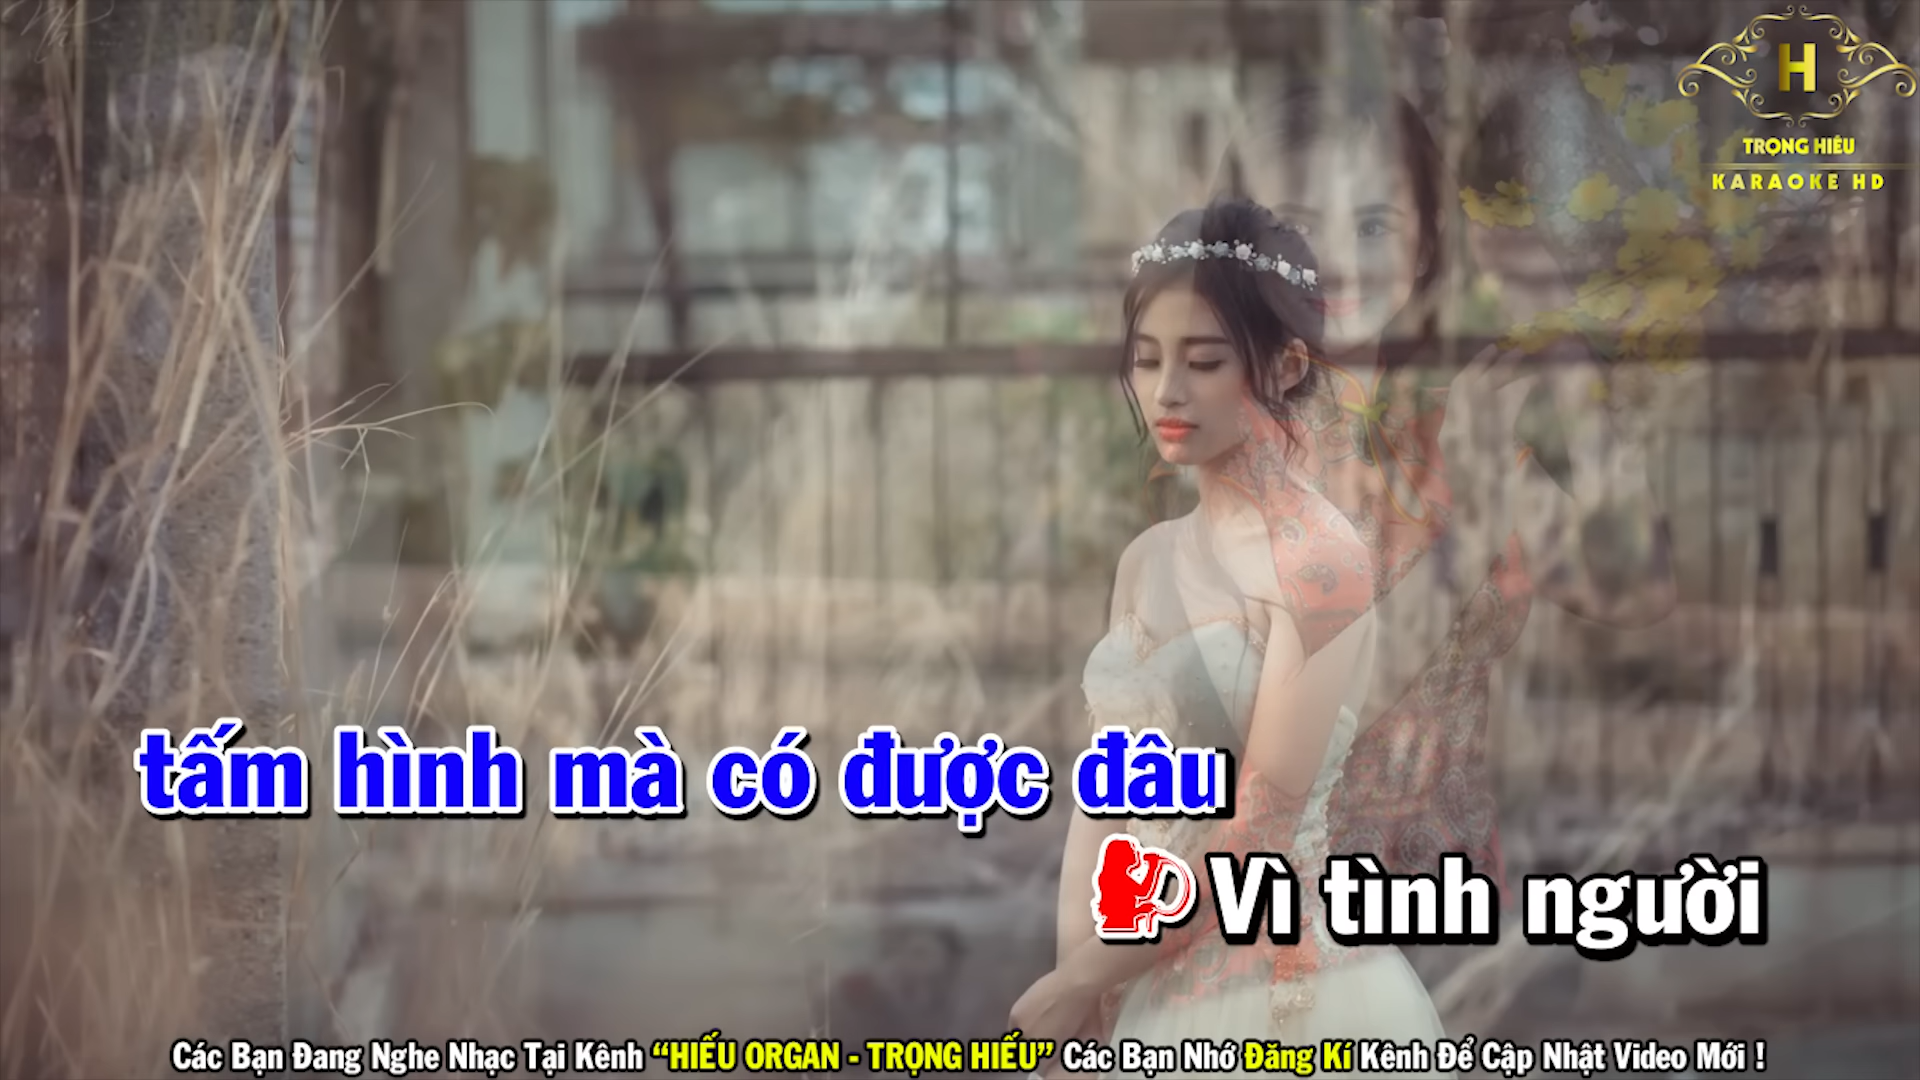 H
TRỌNG HIẾU
KARAOKE HD
tấm hình mà có được đâu
Vì tình người
Các Bạn Đang Nghe Nhạc Tại Kênh “HIẾU ORGAN - TRỌNG HIẾU” Các Bạn Nhớ Đăng Kí Kênh Để Cập Nhật Video Mới !